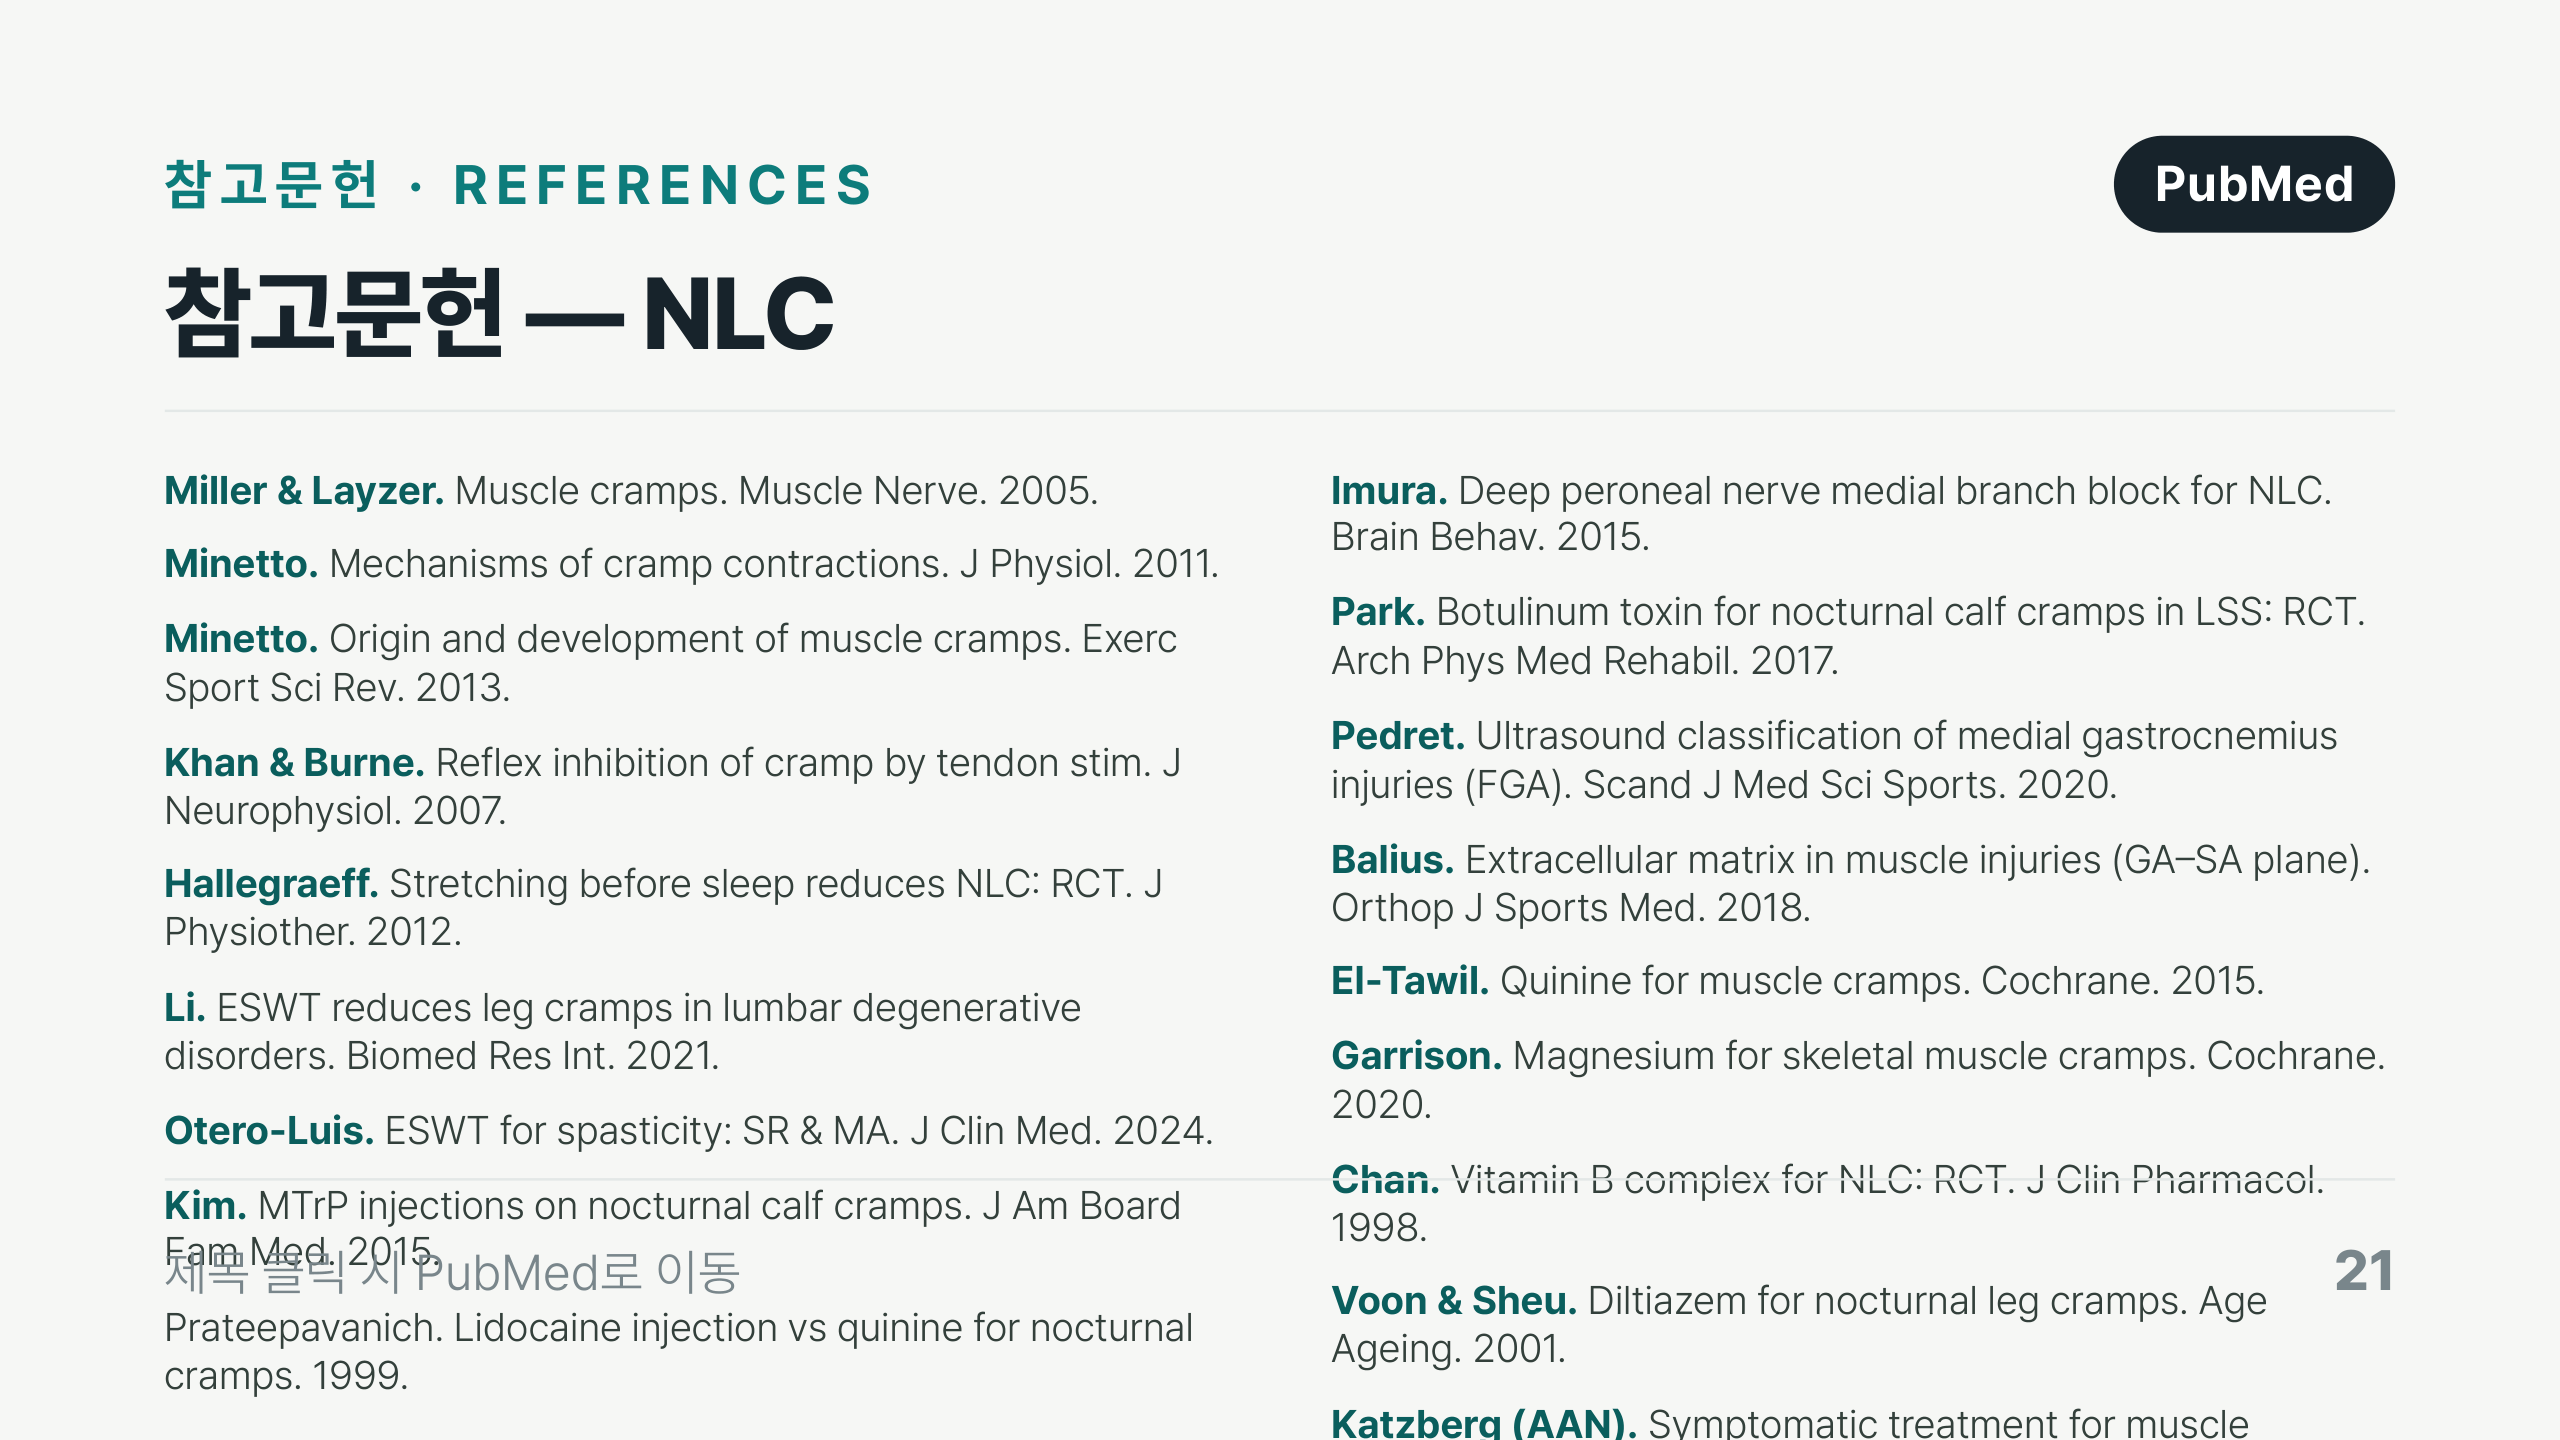 참고문헌 · REFERENCES
PubMed
참고문헌 — NLC
Miller & Layzer. Muscle cramps. Muscle Nerve. 2005.
Minetto. Mechanisms of cramp contractions. J Physiol. 2011.
Minetto. Origin and development of muscle cramps. Exerc
Sport Sci Rev. 2013.
Khan & Burne. Reflex inhibition of cramp by tendon stim. J
Neurophysiol. 2007.
Hallegraeff. Stretching before sleep reduces NLC: RCT. J
Physiother. 2012.
Li. ESWT reduces leg cramps in lumbar degenerative
disorders. Biomed Res Int. 2021.
Otero-Luis. ESWT for spasticity: SR & MA. J Clin Med. 2024.
Kim. MTrP injections on nocturnal calf cramps. J Am Board
Fam Med. 2015.
Prateepavanich. Lidocaine injection vs quinine for nocturnal
cramps. 1999.
Imura. Deep peroneal nerve medial branch block for NLC.
Brain Behav. 2015.
Park. Botulinum toxin for nocturnal calf cramps in LSS: RCT.
Arch Phys Med Rehabil. 2017.
Pedret. Ultrasound classification of medial gastrocnemius
injuries (FGA). Scand J Med Sci Sports. 2020.
Balius. Extracellular matrix in muscle injuries (GA–SA plane).
Orthop J Sports Med. 2018.
El-Tawil. Quinine for muscle cramps. Cochrane. 2015.
Garrison. Magnesium for skeletal muscle cramps. Cochrane.
2020.
Chan. Vitamin B complex for NLC: RCT. J Clin Pharmacol.
1998.
Voon & Sheu. Diltiazem for nocturnal leg cramps. Age
Ageing. 2001.
Katzberg (AAN). Symptomatic treatment for muscle
제목 클릭 시 PubMed로 이동
21